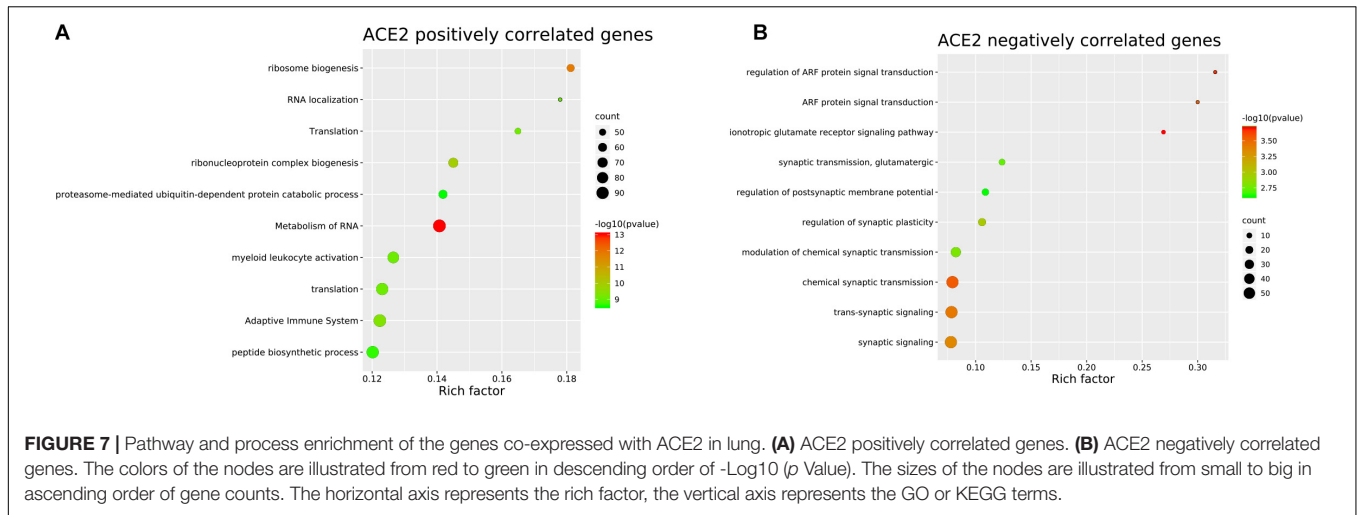 A
ACE2 positively correlated genes
ribosome biogenesis
RNA localization
Translation
ribonucleoprotein complex biogenesis
proteasome-mediated ubiquitin-dependent protein catabolic process
Metabolism of RNA
myeloid leukocyte activation
translation
Adaptive Immune System
peptide biosynthetic process
0.12 0.14 0.16 0.18
Rich factor
count
50
60
70
80
90
-log10(pvalue)
13
12
11
10
9
B
ACE2 negatively correlated genes
regulation of ARF protein signal transduction
ARF protein signal transduction
ionotropic glutamate receptor signaling pathway
synaptic transmission, glutamatergic
regulation of postsynaptic membrane potential
regulation of synaptic plasticity
modulation of chemical synaptic transmission
chemical synaptic transmission
trans-synaptic signaling
synaptic signaling
0.10 0.20 0.30
Rich factor
-log10(pvalue)
3.50
3.25
3.00
2.75
count
10
20
30
40
50
FIGURE 7 | Pathway and process enrichment of the genes co-expressed with ACE2 in lung. (A) ACE2 positively correlated genes. (B) ACE2 negatively correlated
genes. The colors of the nodes are illustrated from red to green in descending order of -Log10 (p Value). The sizes of the nodes are illustrated from small to big in
ascending order of gene counts. The horizontal axis represents the rich factor, the vertical axis represents the GO or KEGG terms.